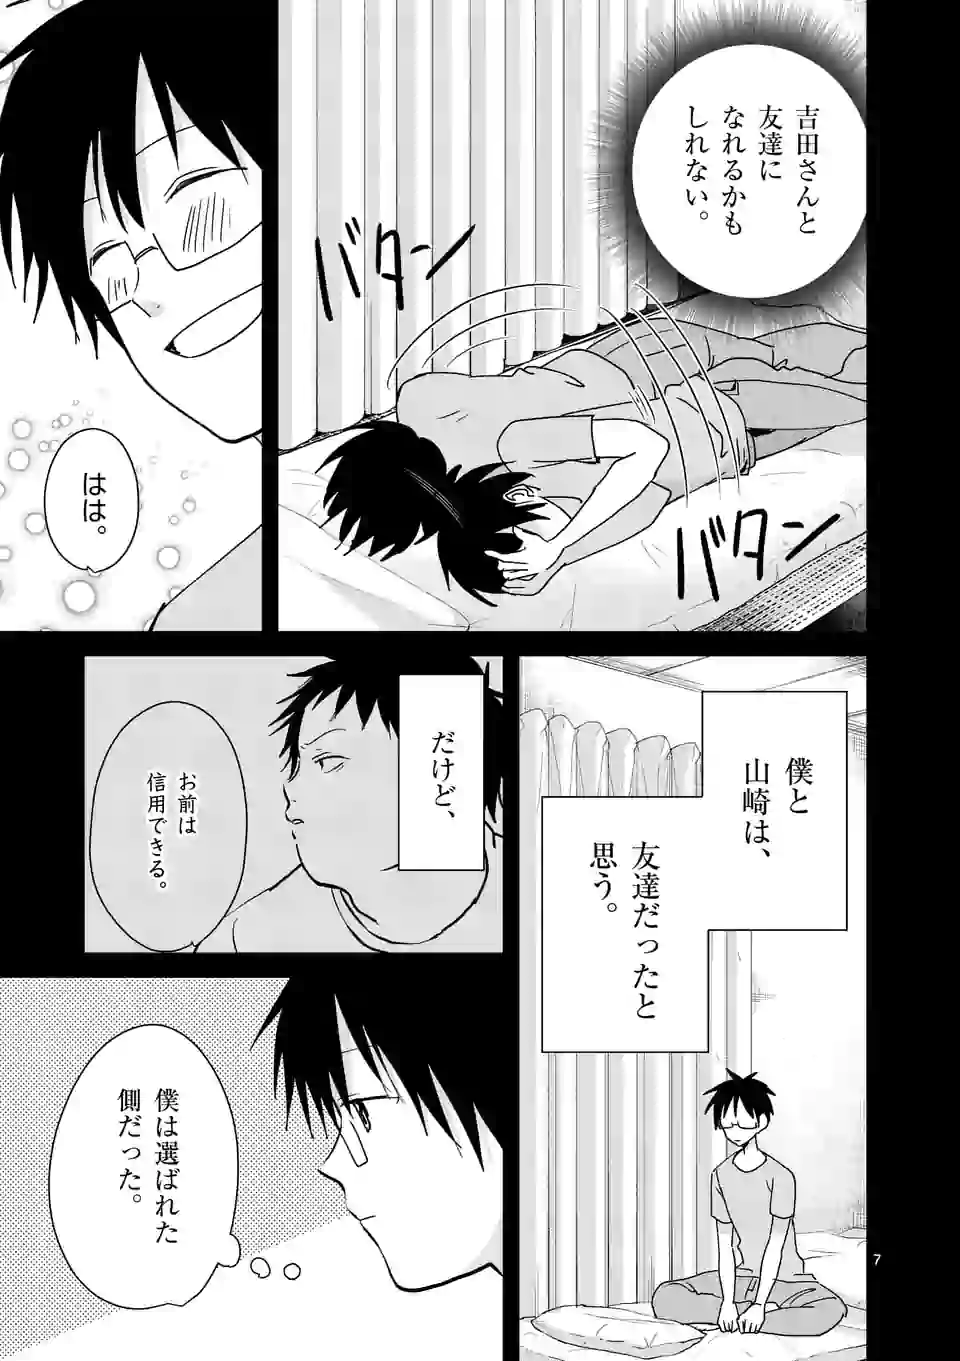 吉田さんと
友達に
なれるかも
しれない。
バタン
バタン
はは。
僕と
山崎は、
友達だったと
思う。
だけど、
お前は
信用できる。
僕は選ばれた
側だった。
7